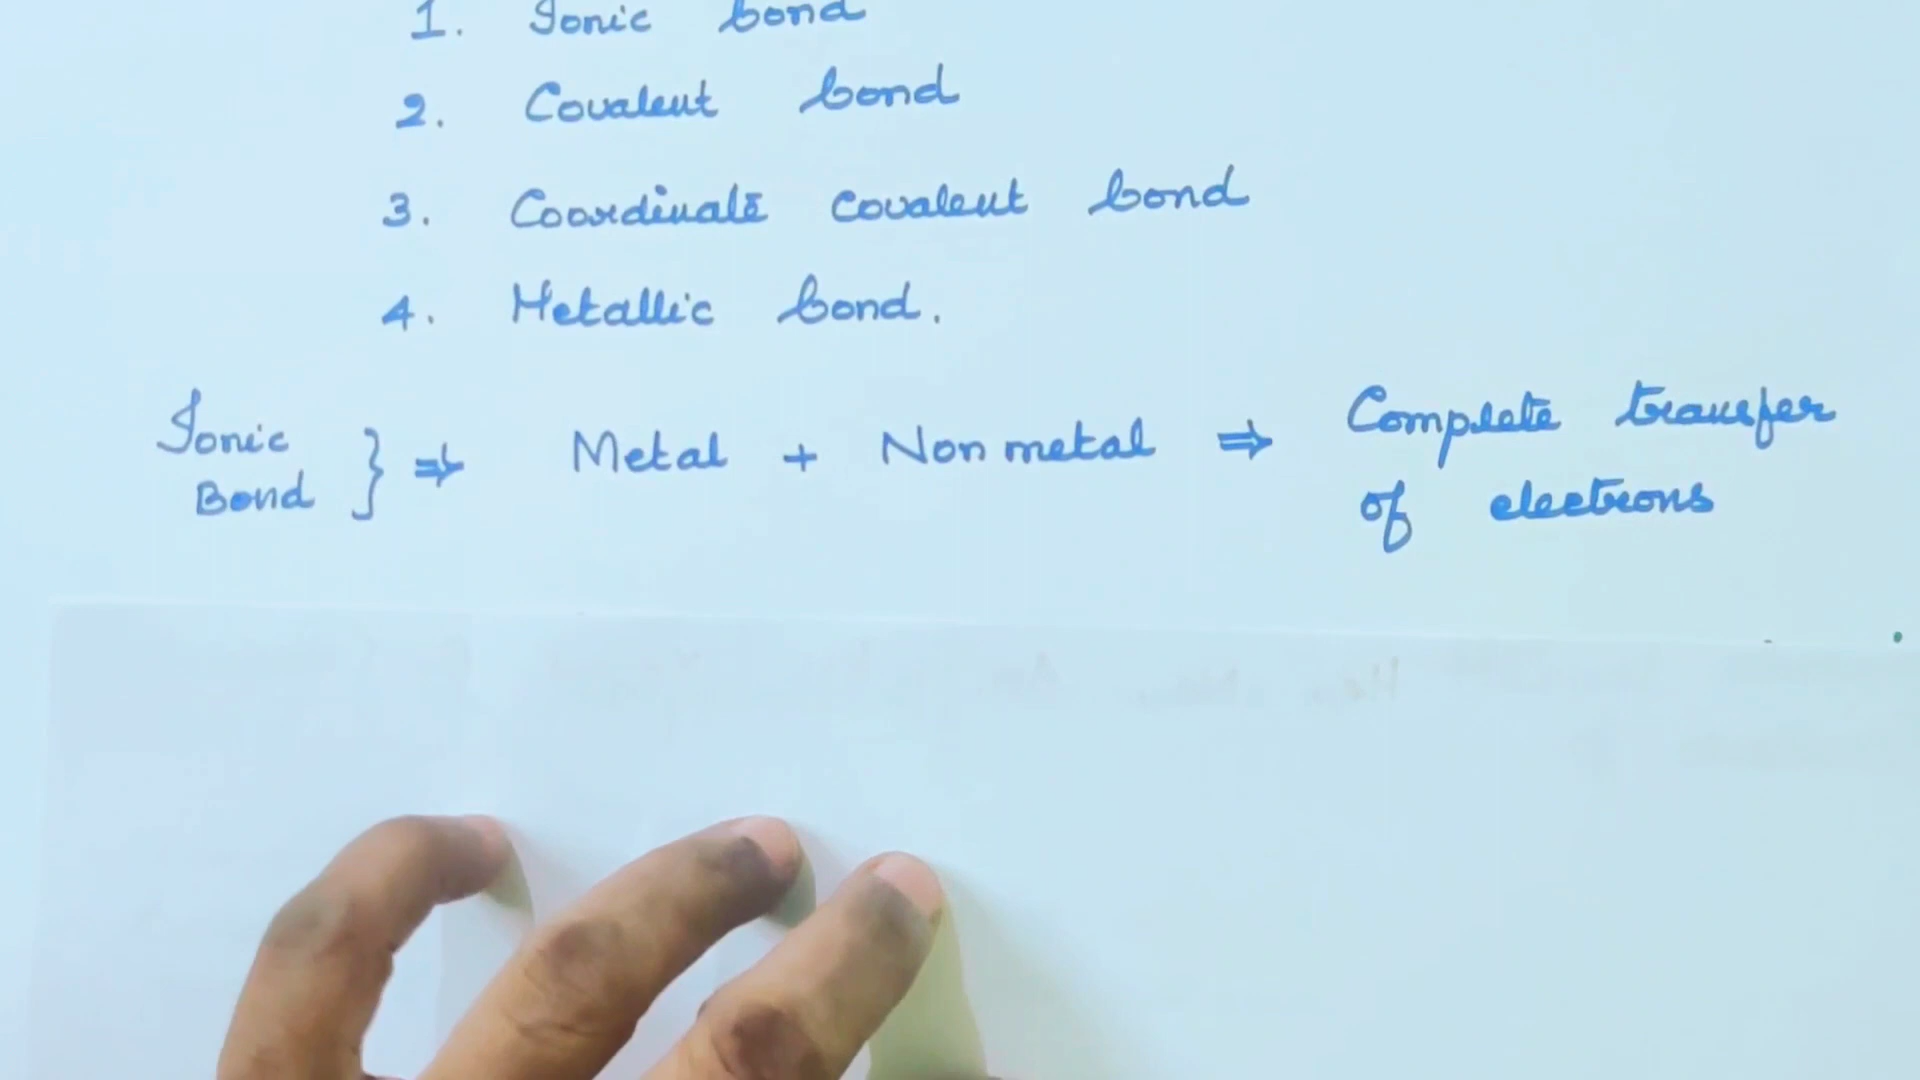 1. Ionic bond
2. Covalent bond
3. Coordinate covalent bond
4. Metallic bond.
Ionic Bond } ⇒ Metal + Non metal ⇒ Complete transfer
of electrons